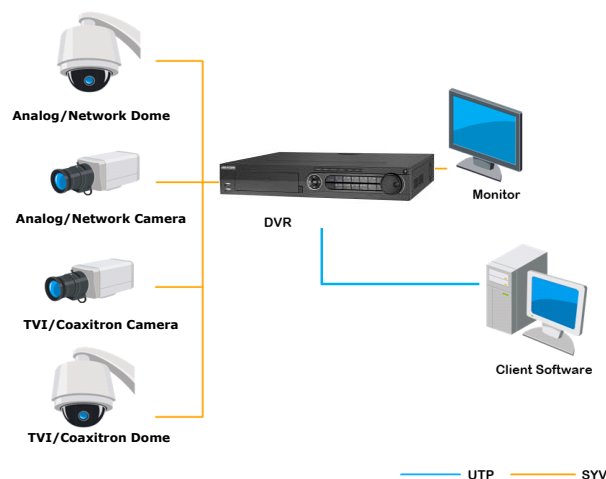 Analog/Network Dome
Analog/Network Camera
DVR
Monitor
TVI/Coaxitron Camera
Client Software
TVI/Coaxitron Dome
UTP
SYV